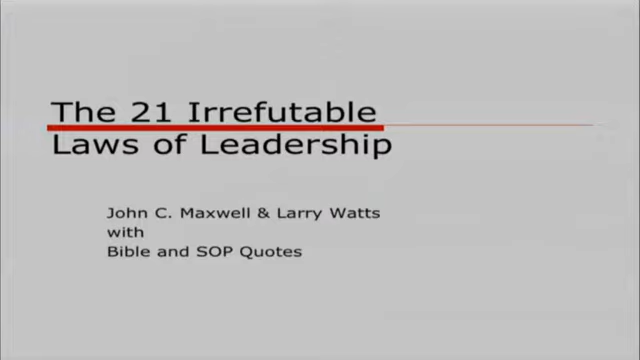 The 21 Irrefutable
Laws of Leadership
John C. Maxwell & Larry Watts
with
Bible and SOP Quotes